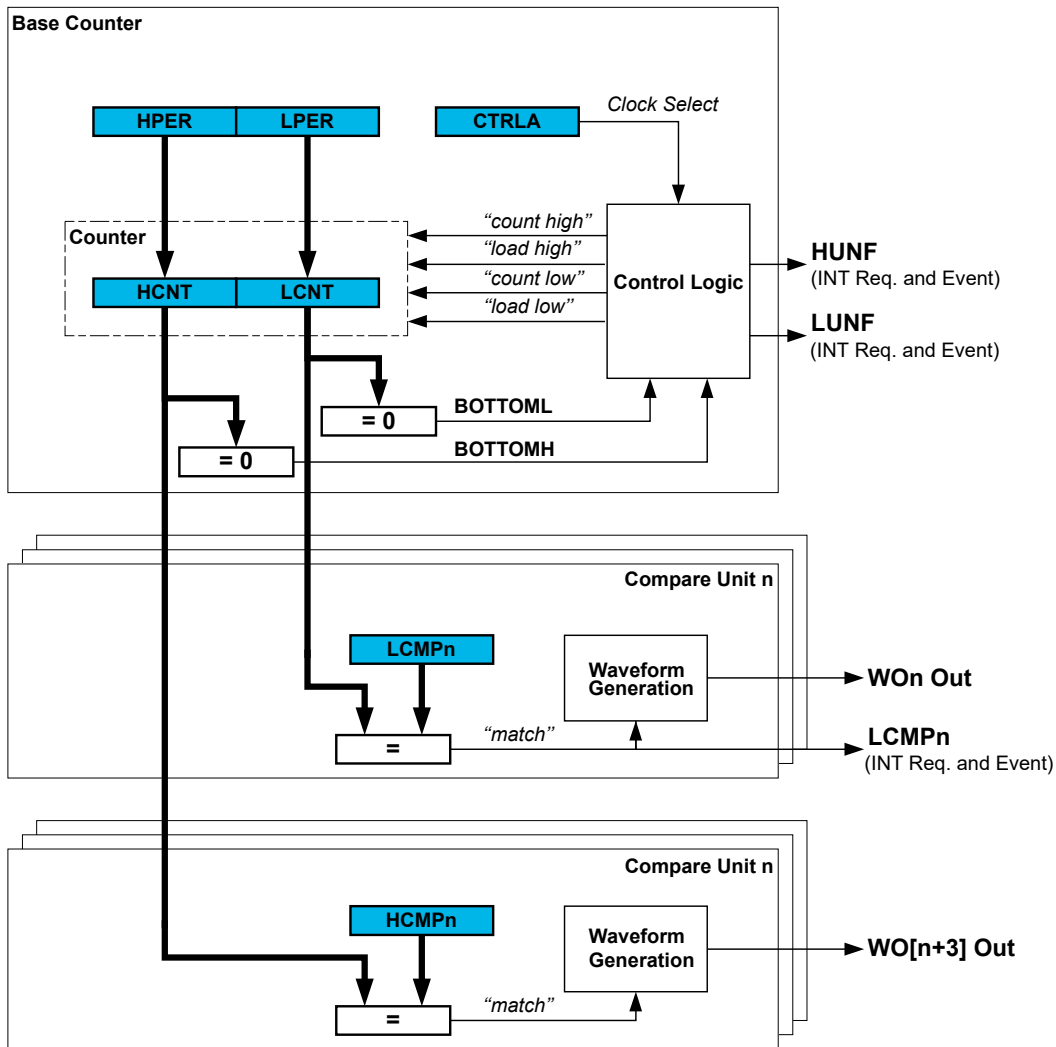 Base Counter
Clock Select
HPER LPER CTRLA
“count high”
Counter
“load high”
HUNF
(INT Req. and Event)
Control Logic
“count low”
HCNT LCNT
“load low”
LUNF
(INT Req. and Event)
= 0
BOTTOML
= 0
BOTTOMH
Compare Unit n
LCMPn
Waveform
Generation
WOn Out
“match”
=
LCMPn
(INT Req. and Event)
Compare Unit n
HCMPn
Waveform
Generation
WO[n+3] Out
“match”
=